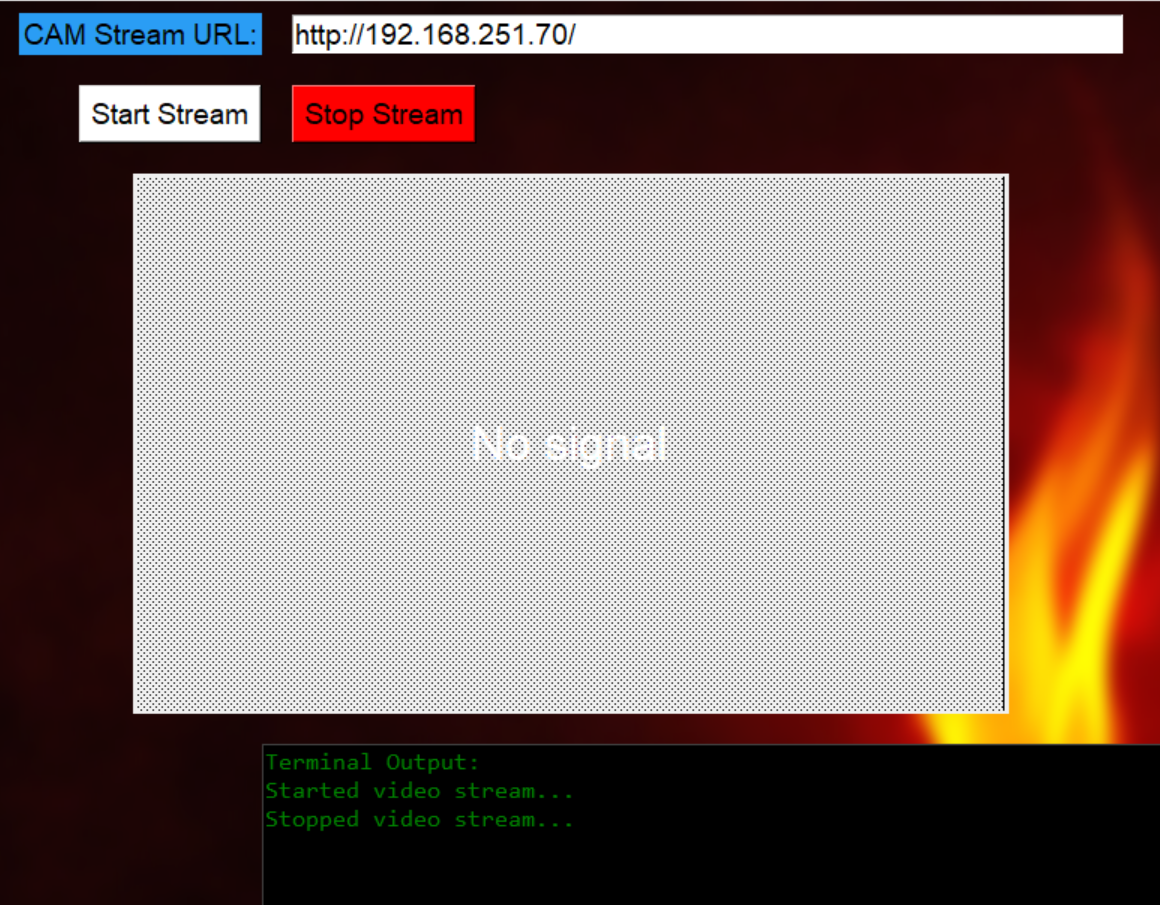 CAM Stream URL: http://192.168.251.70/
Start Stream Stop Stream
No signal
Terminal Output:
Started video stream...
Stopped video stream...